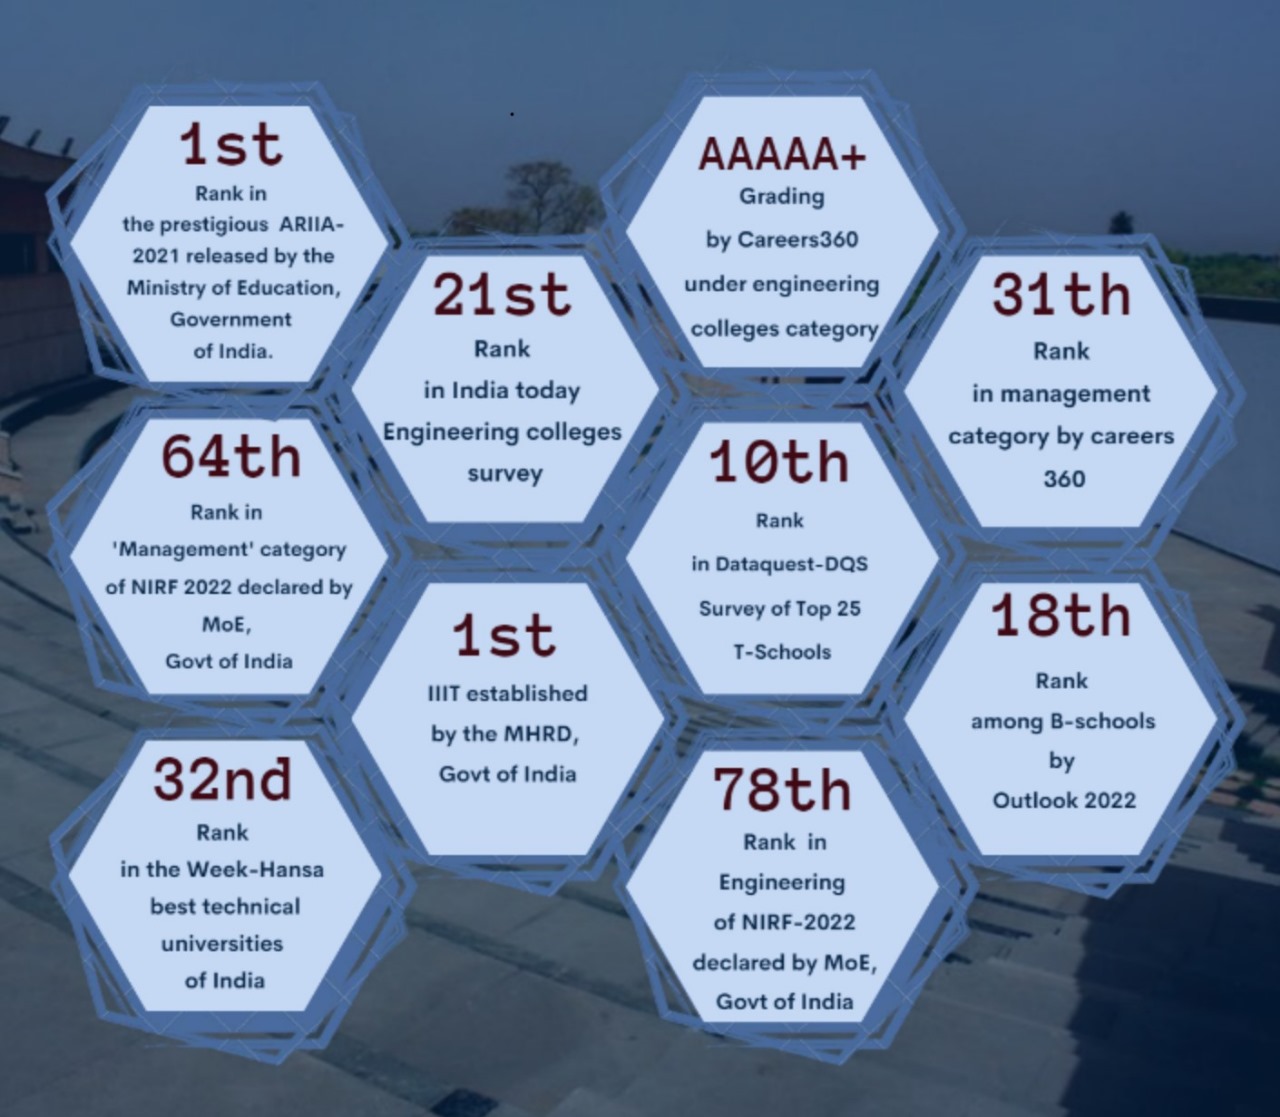 1st
Rank in
the prestigious ARIIA-
2021 released by the
Ministry of Education,
Government
of India.
AAAAA+
Grading
by Careers360
under engineering
colleges category
21st
Rank
in India today
Engineering colleges
survey
31th
Rank
in management
category by careers
360
64th
Rank in
'Management' category
of NIRF 2022 declared by
MoE,
Govt of India
10th
Rank
in Dataquest-DQS
Survey of Top 25
T-Schools
1st
IIIT established
by the MHRD,
Govt of India
18th
Rank
among B-schools
by
Outlook 2022
32nd
Rank
in the Week-Hansa
best technical
universities
of India
78th
Rank in
Engineering
of NIRF-2022
declared by MoE,
Govt of India